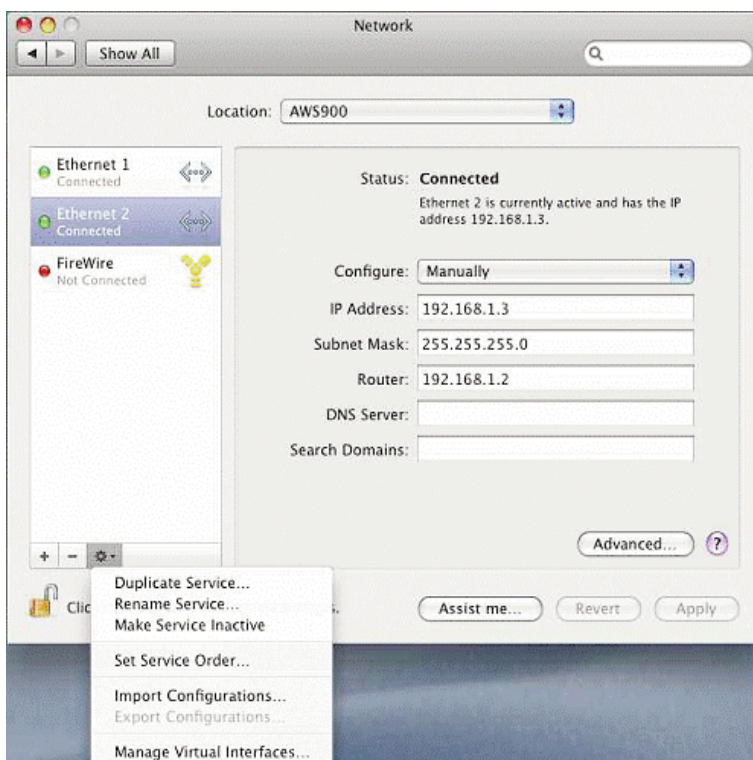 Network
Show All
Location: AWS900
Ethernet 1
Connected
Ethernet 2
Connected
FireWire
Not Connected
Status: Connected
Ethernet 2 is currently active and has the IP
address 192.168.1.3.
Configure: Manually
IP Address: 192.168.1.3
Subnet Mask: 255.255.255.0
Router: 192.168.1.2
DNS Server:
Search Domains:
Advanced... ?
Clic
Assist me... Revert Apply
Duplicate Service...
Rename Service...
Make Service Inactive
Set Service Order...
Import Configurations...
Export Configurations...
Manage Virtual Interfaces...